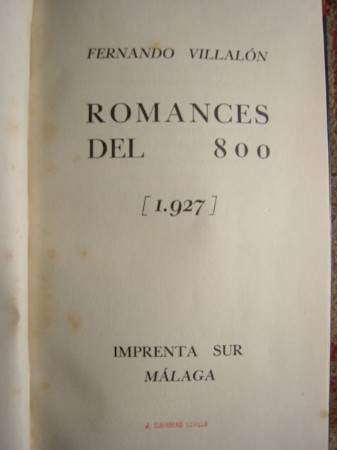 FERNANDO VILLALÓN
ROMANCES
DEL 800
[1.927]
IMPRENTA SUR
MÁLAGA